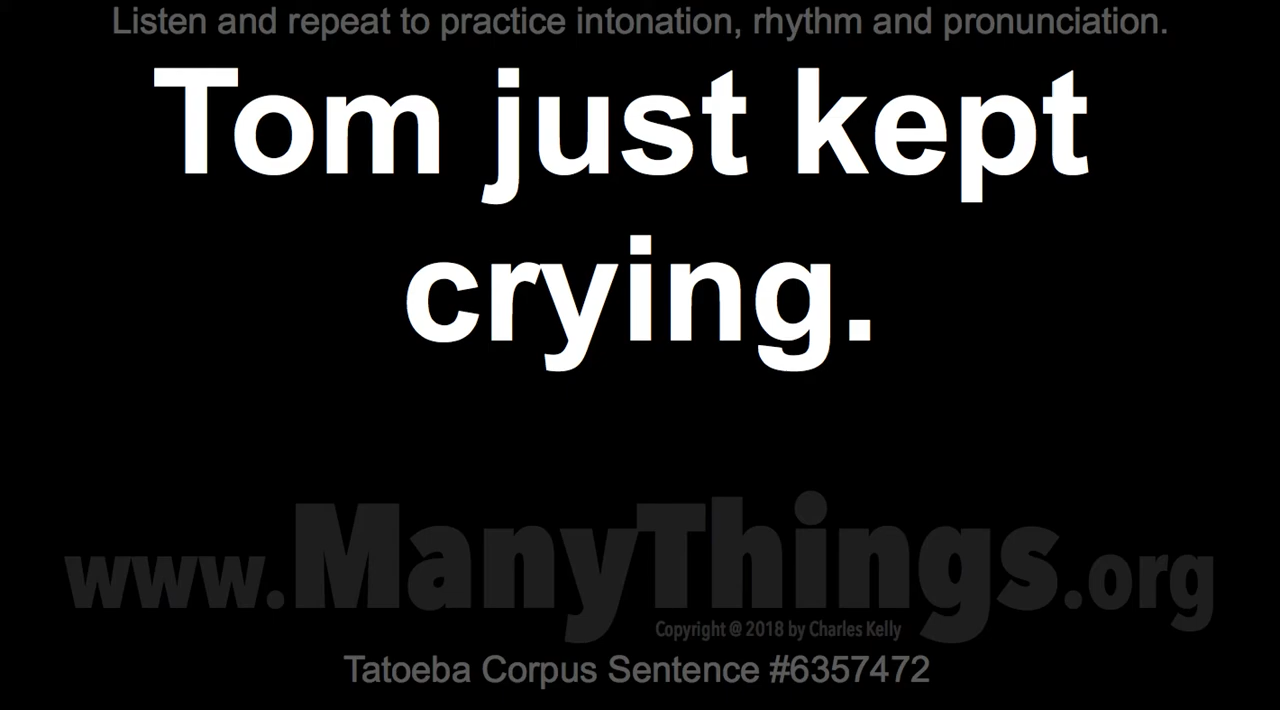 Listen and repeat to practice intonation, rhythm and pronunciation.
Tom just kept
crying.
www.ManyThings.org
Copyright @ 2018 by Charles Kelly
Tatoeba Corpus Sentence #6357472